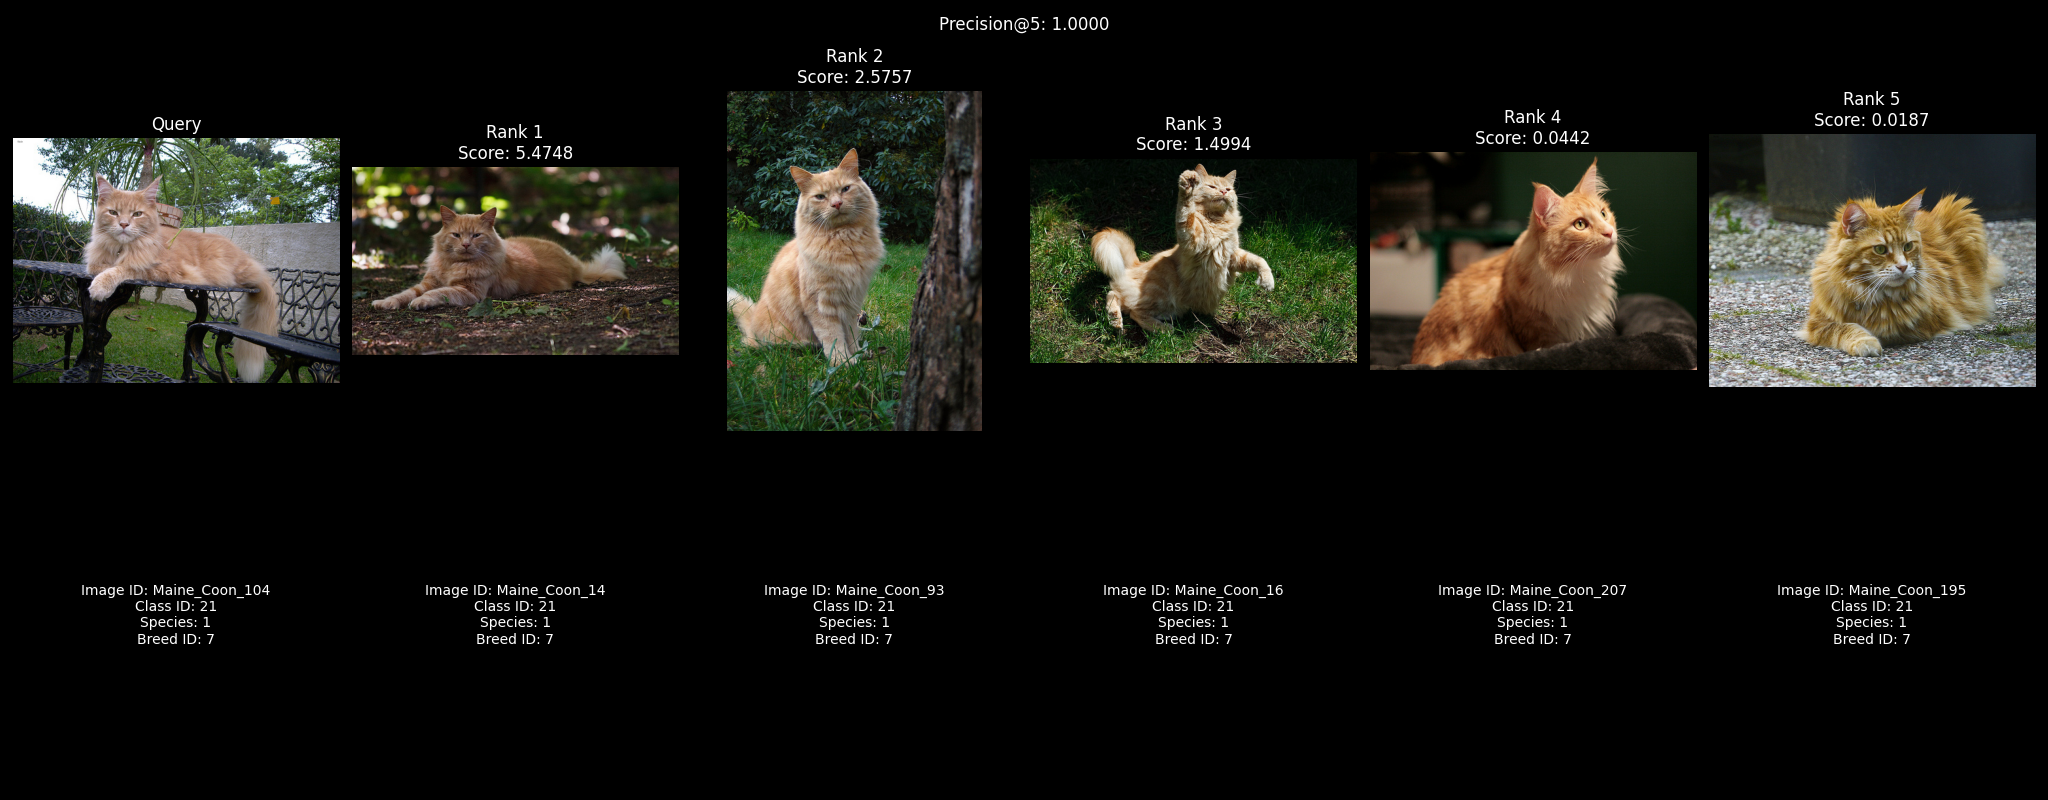 Precision@5: 1.0000
Query
Rank 1
Score: 5.4748
Rank 2
Score: 2.5757
Rank 3
Score: 1.4994
Rank 4
Score: 0.0442
Rank 5
Score: 0.0187
Image ID: Maine_Coon_104
Class ID: 21
Species: 1
Breed ID: 7
Image ID: Maine_Coon_14
Class ID: 21
Species: 1
Breed ID: 7
Image ID: Maine_Coon_93
Class ID: 21
Species: 1
Breed ID: 7
Image ID: Maine_Coon_16
Class ID: 21
Species: 1
Breed ID: 7
Image ID: Maine_Coon_207
Class ID: 21
Species: 1
Breed ID: 7
Image ID: Maine_Coon_195
Class ID: 21
Species: 1
Breed ID: 7